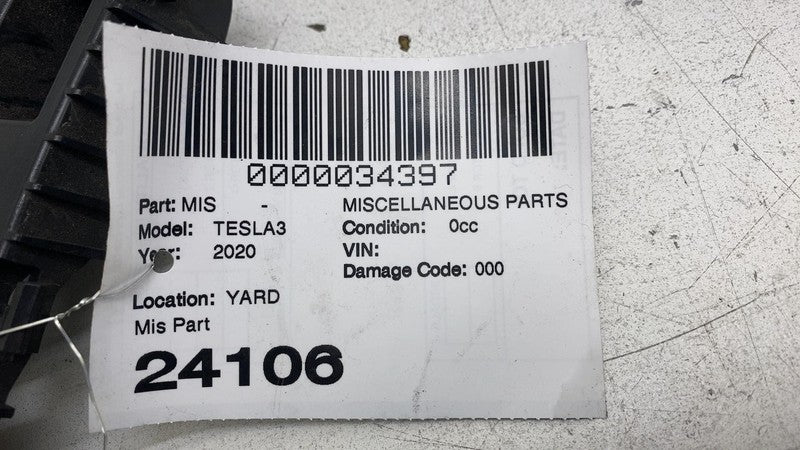 0000034397
Part: MIS - MISCELLANEOUS PARTS
Model: TESLA3 Condition: 0cc
Year: 2020 VIN:
Damage Code: 000
Location: YARD
Mis Part
24106